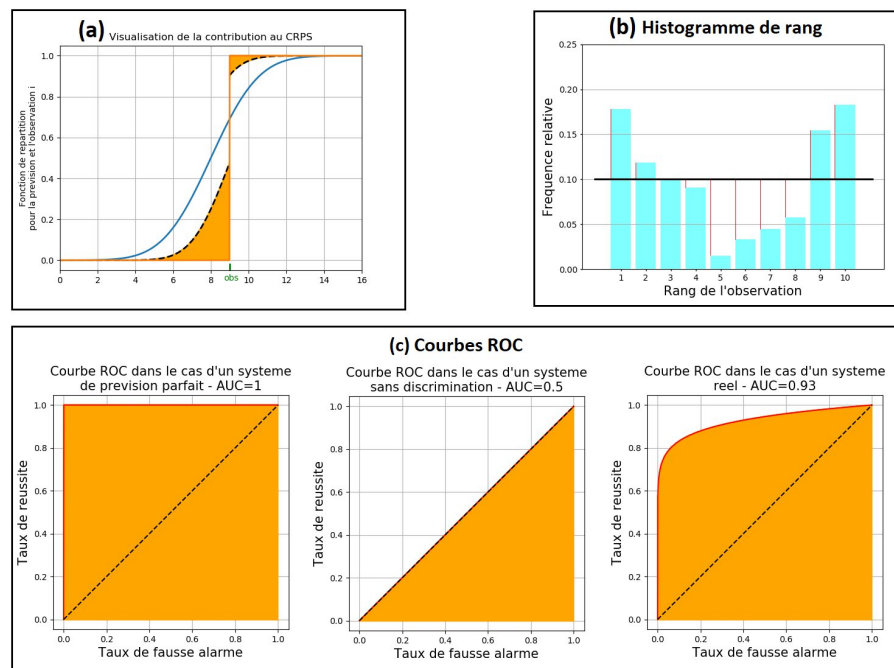 (a)
Visualisation de la contribution au CRPS
Fonction de repartition
pour la prevision et l'observation i
1.0
0.8
0.6
0.4
0.2
0.0
0 2 4 6 8 10 12 14 16
obs
(b) Histogramme de rang
Frequence relative
0.25
0.20
0.15
0.10
0.05
0.00
1 2 3 4 5 6 7 8 9 10
Rang de l'observation
(c) Courbes ROC
Courbe ROC dans le cas d'un systeme
de prevision parfait - AUC=1
Taux de reussite
1.0
0.8
0.6
0.4
0.2
0.0
0.0 0.2 0.4 0.6 0.8 1.0
Taux de fausse alarme
Courbe ROC dans le cas d'un systeme
sans discrimination - AUC=0.5
Taux de reussite
1.0
0.8
0.6
0.4
0.2
0.0
0.0 0.2 0.4 0.6 0.8 1.0
Taux de fausse alarme
Courbe ROC dans le cas d'un systeme
reel - AUC=0.93
Taux de reussite
1.0
0.8
0.6
0.4
0.2
0.0
0.0 0.2 0.4 0.6 0.8 1.0
Taux de fausse alarme